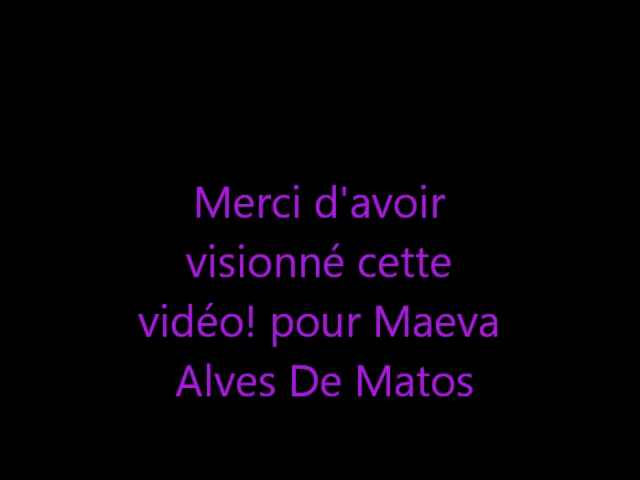 Merci d'avoir
visionné cette
vidéo! pour Maeva
Alves De Matos